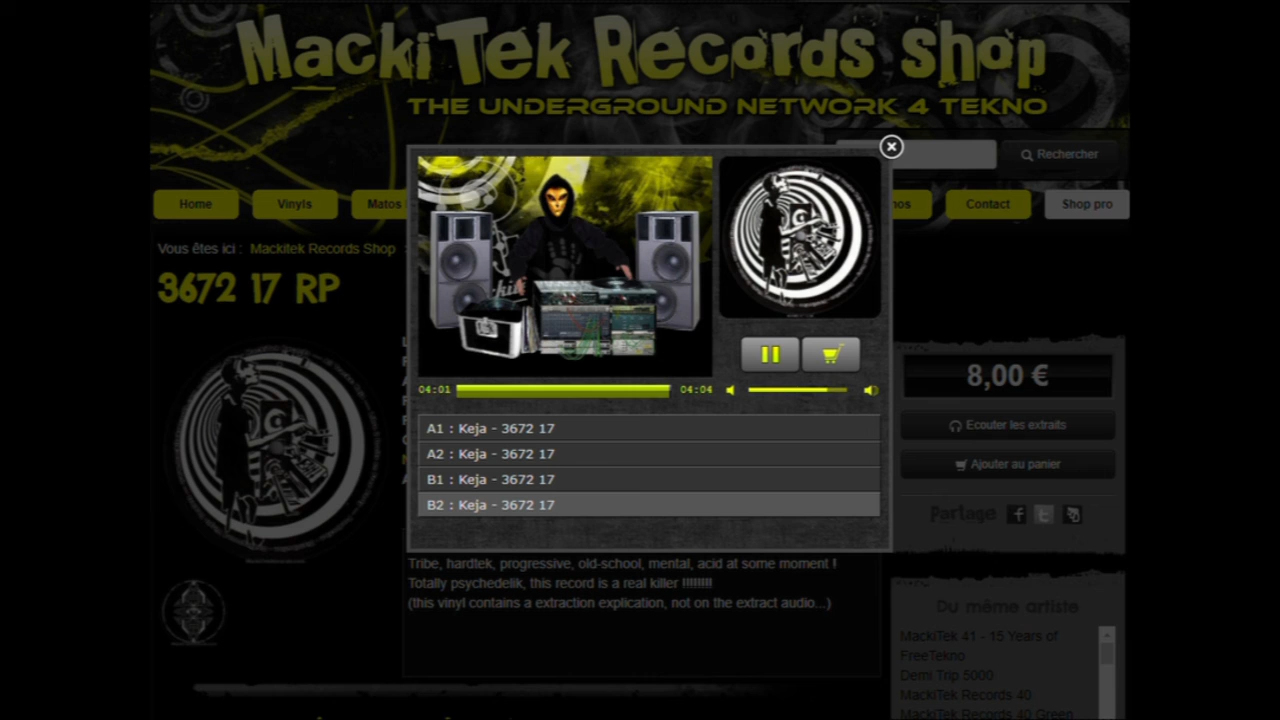 MackiTek Records shop
THE UNDERGROUND NETWORK 4 TEKNO
Rechercher
Home
Vinyls
Matos
Contact
Shop pro
Vous êtes ici : Mackitek Records Shop
3672 17 RP
04:01
04:04
A1 : Keja - 3672 17
A2 : Keja - 3672 17
B1 : Keja - 3672 17
B2 : Keja - 3672 17
8,00 €
Ecouter les extraits
Ajouter au panier
Partage
Tribe, hardtek, progressive, old-school, mental, acid at some moment !
Totally psychedelik, this record is a real killer !!!!!!!!!
(this vinyl contains a extraction explication, not on the extract audio...)
Du même artiste
MackiTek 41 - 15 Years of
FreeTekno
Demi Trip 5000
MackiTek Records 40
MackiTek Records 40 Green